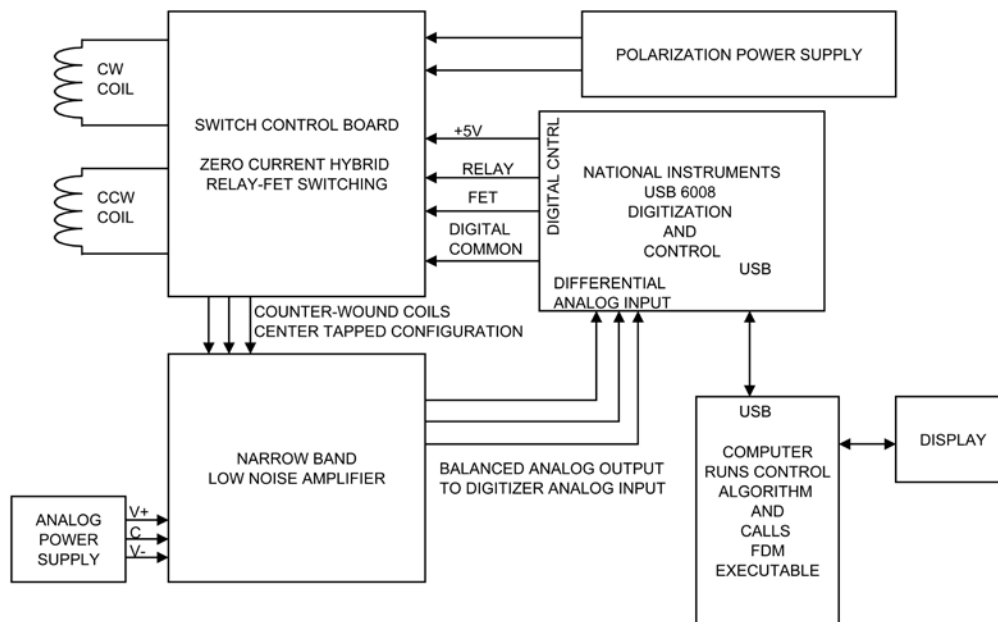 CW
COIL
CCW
COIL
SWITCH CONTROL BOARD
ZERO CURRENT HYBRID
RELAY-FET SWITCHING
POLARIZATION POWER SUPPLY
+5V
RELAY
FET
DIGITAL
COMMON
DIGITAL CNTRL
NATIONAL INSTRUMENTS
USB 6008
DIGITIZATION
AND
CONTROL
USB
DIFFERENTIAL
ANALOG INPUT
COUNTER-WOUND COILS
CENTER TAPPED CONFIGURATION
NARROW BAND
LOW NOISE AMPLIFIER
BALANCED ANALOG OUTPUT
TO DIGITIZER ANALOG INPUT
ANALOG
POWER
SUPPLY
V+
C
V-
USB
COMPUTER
RUNS CONTROL
ALGORITHM
AND
CALLS
FDM
EXECUTABLE
DISPLAY